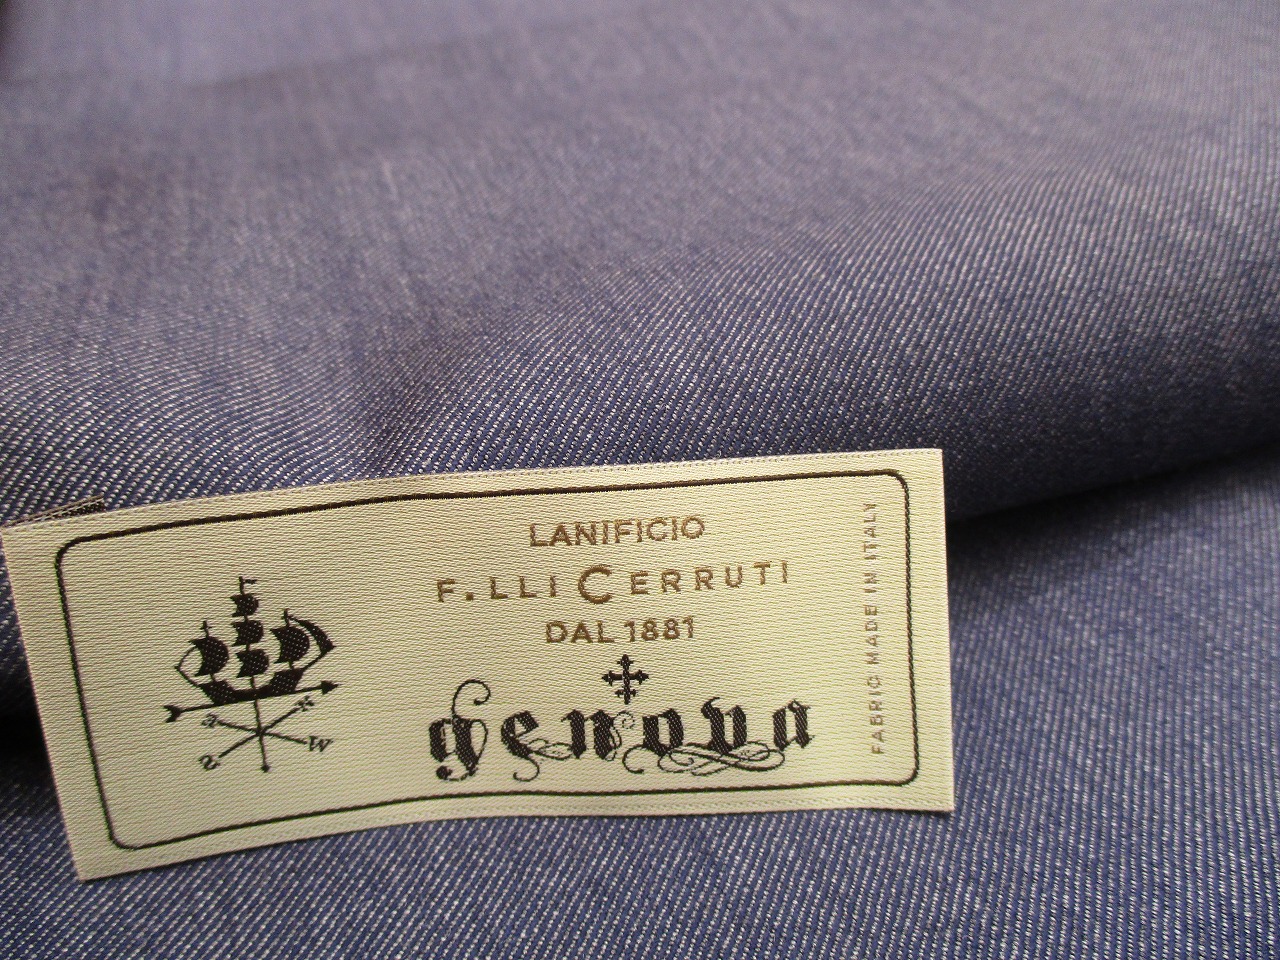 LANIFICIO
F.LLI CERRUTI
DAL 1881
genova
FABRIC MADE IN ITALY
S
W